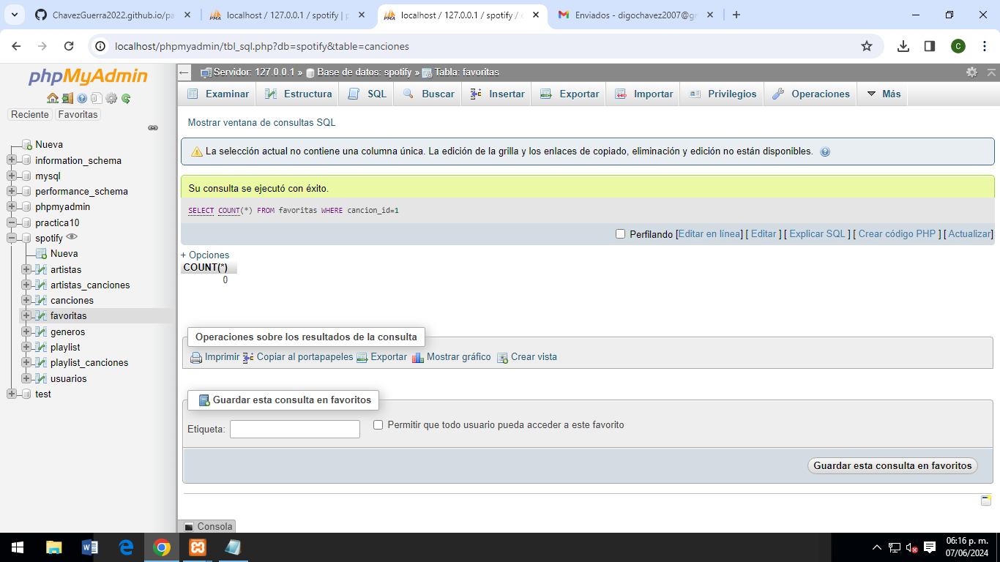 ChavezGuerra2022.github.io/pa
localhost / 127.0.0.1 / spotify | p
localhost / 127.0.0.1 / spotify / c
Enviados - digochavez2007@gm
localhost/phpmyadmin/tbl_sql.php?db=spotify&table=canciones
C
phpMyAdmin
Reciente
Favoritas
Nueva
information_schema
mysql
performance_schema
phpmyadmin
practica10
spotify
Nueva
artistas
artistas_canciones
canciones
favoritas
generos
playlist
playlist_canciones
usuarios
test
Servidor: 127.0.0.1 » Base de datos: spotify » Tabla: favoritas
Examinar Estructura SQL Buscar Insertar Exportar Importar Privilegios Operaciones Más
Mostrar ventana de consultas SQL
La selección actual no contiene una columna única. La edición de la grilla y los enlaces de copiado, eliminación y edición no están disponibles.
Su consulta se ejecutó con éxito.
SELECT COUNT(*) FROM favoritas WHERE cancion_id=1
Perfilando [Editar en línea] [ Editar ] [ Explicar SQL ] [ Crear código PHP ] [ Actualizar]
+ Opciones
COUNT(*)
0
Operaciones sobre los resultados de la consulta
Imprimir Copiar al portapapeles Exportar Mostrar gráfico Crear vista
Guardar esta consulta en favoritos
Etiqueta: Permitir que todo usuario pueda acceder a este favorito
Guardar esta consulta en favoritos
Consola
06:16 p. m.
07/06/2024